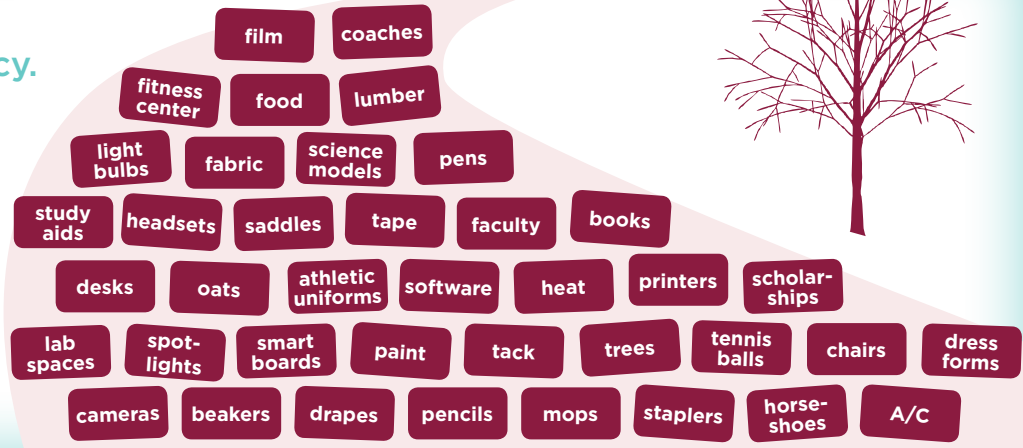 cy.
film
coaches
fitness
center
food
lumber
light
bulbs
fabric
science
models
pens
study
aids
headsets
saddles
tape
faculty
books
desks
oats
athletic
uniforms
software
heat
printers
scholar-
ships
lab
spaces
spot-
lights
smart
boards
paint
tack
trees
tennis
balls
chairs
dress
forms
cameras
beakers
drapes
pencils
mops
staplers
horse-
shoes
A/C